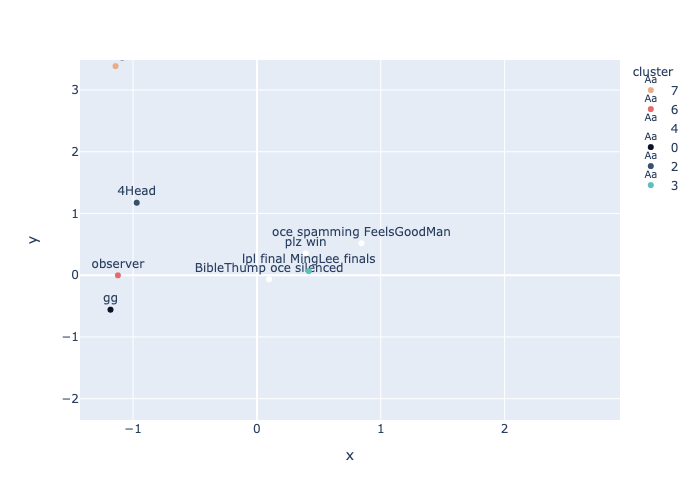 cluster
Aa
7
Aa
6
Aa
4
Aa
0
Aa
2
Aa
3
3
2
1
0
−1
−2
4Head
oce spamming FeelsGoodMan
plz win
lpl final MingLee finals
BibleThump oce silenced
observer
gg
y
−1
0
1
2
x